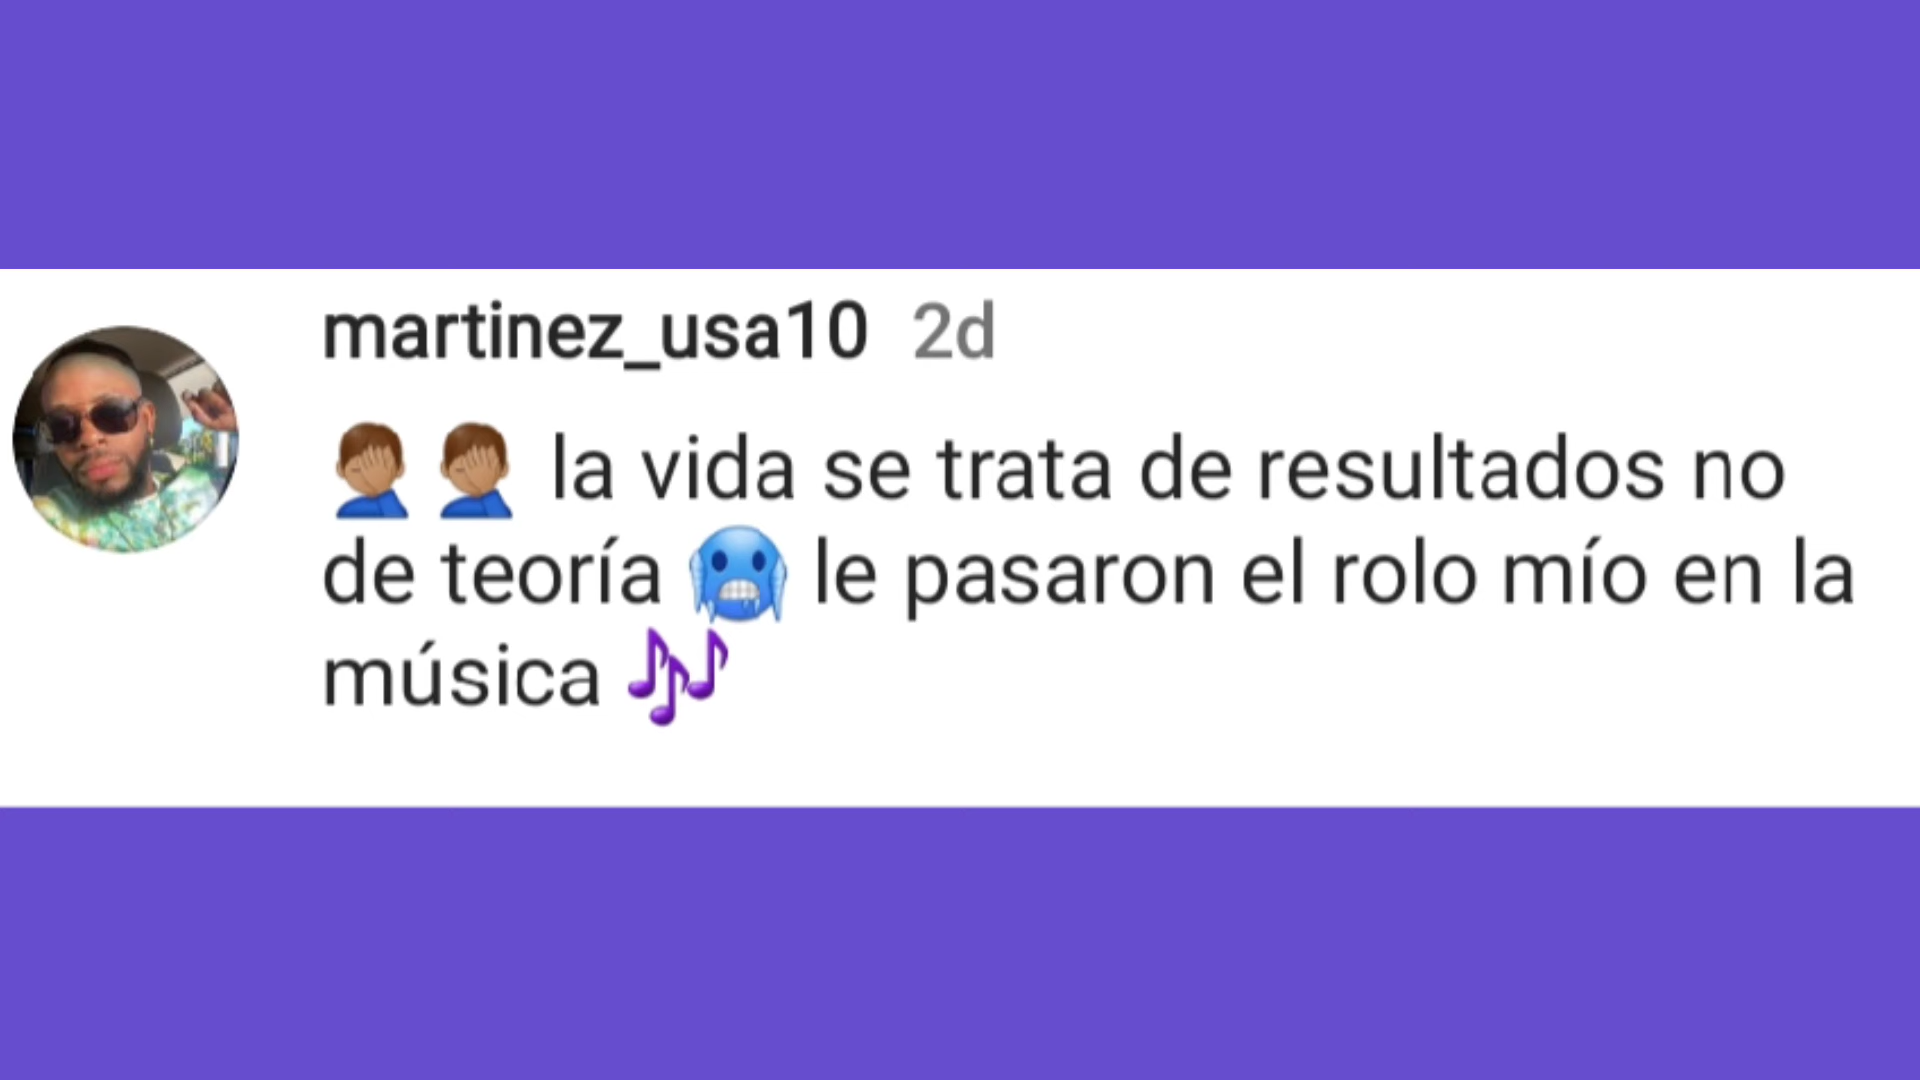 martinez_usa10 2d
🤦🏽‍♂️🤦🏽‍♂️ la vida se trata de resultados no
de teoría 🥶 le pasaron el rolo mío en la
música 🎶